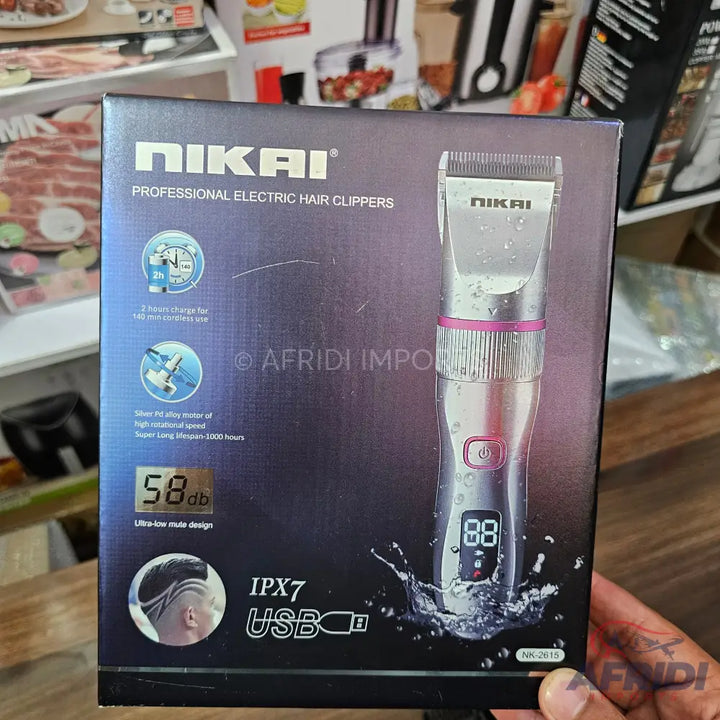 NIKAI®
PROFESSIONAL ELECTRIC HAIR CLIPPERS
NIKAI
2h
140
2 hours charge for
140 min cordless use
© AFRIDI IMPOR
Silver Pd alloy motor of
high rotational speed
Super Long lifespan-1000 hours
58db
Ultra-low mute design
88
IPX7
USB
NK-2615
AFRIDI
MA